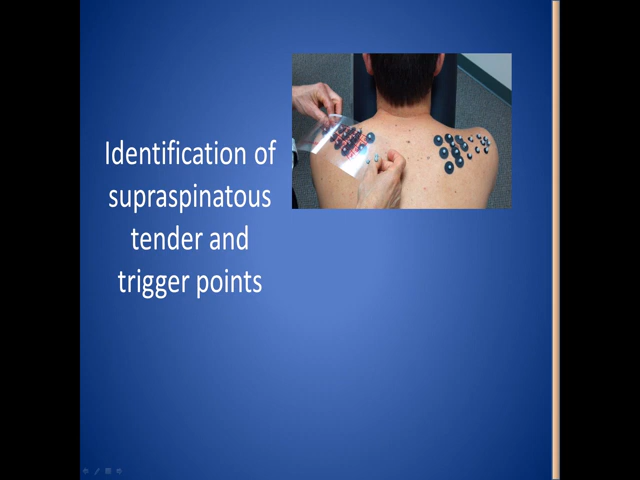 Identification of
supraspinatous
tender and
trigger points